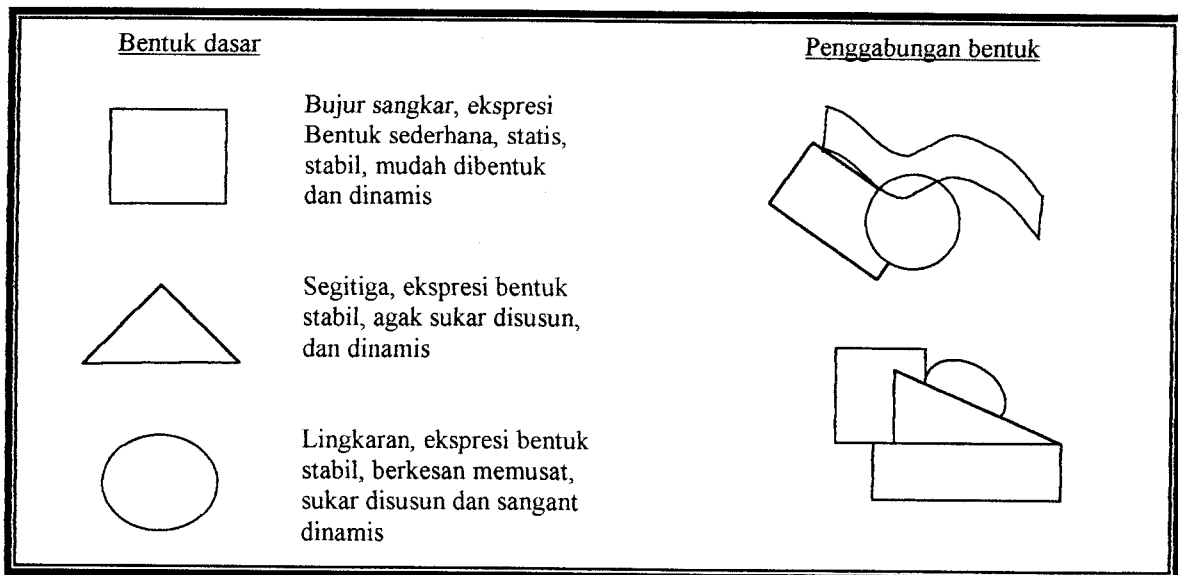 Bentuk dasar
Bujur sangkar, ekspresi
Bentuk sederhana, statis,
stabil, mudah dibentuk
dan dinamis
Segitiga, ekspresi bentuk
stabil, agak sukar disusun,
dan dinamis
Lingkaran, ekspresi bentuk
stabil, berkesan memusat,
sukar disusun dan sangant
dinamis
Penggabungan bentuk